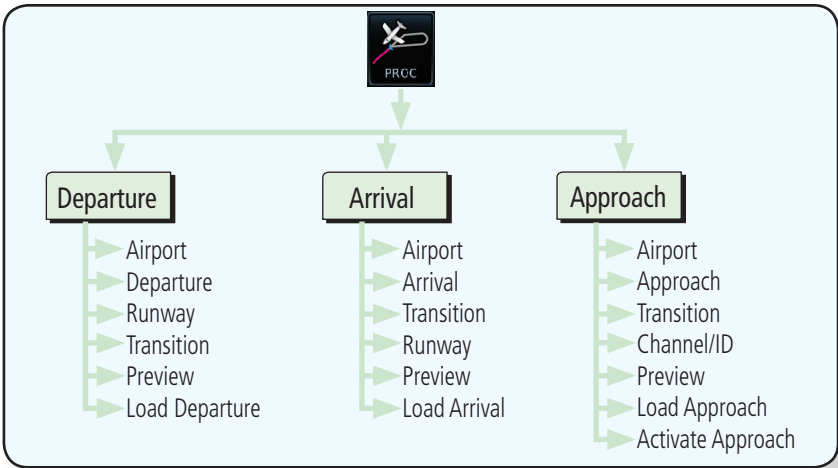 PROC
Departure
Airport
Departure
Runway
Transition
Preview
Load Departure
Arrival
Airport
Arrival
Transition
Runway
Preview
Load Arrival
Approach
Airport
Approach
Transition
Channel/ID
Preview
Load Approach
Activate Approach